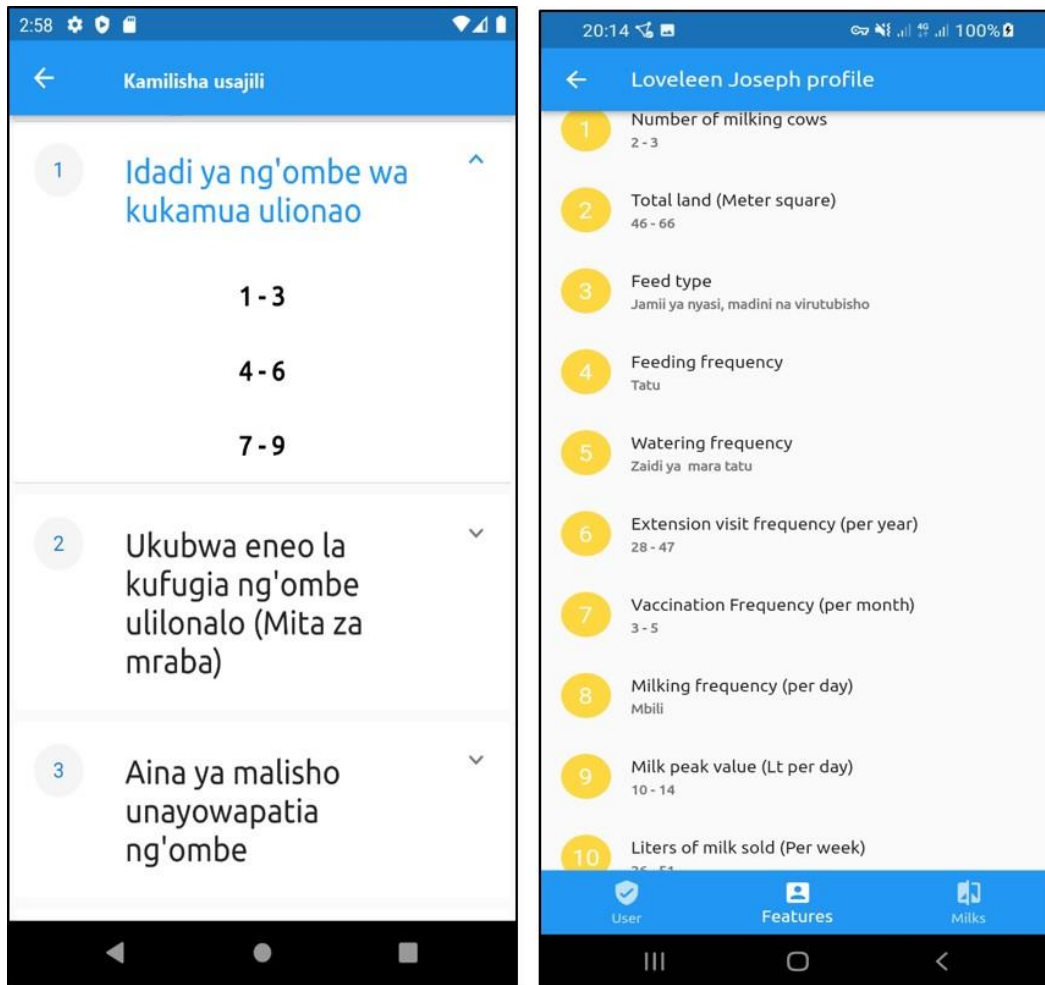 2:58
Kamilisha usajili
1
Idadi ya ng'ombe wa
kukamua ulionao
1 - 3
4 - 6
7 - 9
2
Ukubwa eneo la
kufugia ng'ombe
ulilonalo (Mita za
mraba)
3
Aina ya malisho
unayowapatia
ng'ombe
20:14
100%
Loveleen Joseph profile
1
Number of milking cows
2 - 3
2
Total land (Meter square)
46 - 66
3
Feed type
Jamii ya nyasi, madini na virutubisho
4
Feeding frequency
Tatu
5
Watering frequency
Zaidi ya mara tatu
6
Extension visit frequency (per year)
28 - 47
7
Vaccination Frequency (per month)
3 - 5
8
Milking frequency (per day)
Mbili
9
Milk peak value (Lt per day)
10 - 14
10
Liters of milk sold (Per week)
User
Features
Milks